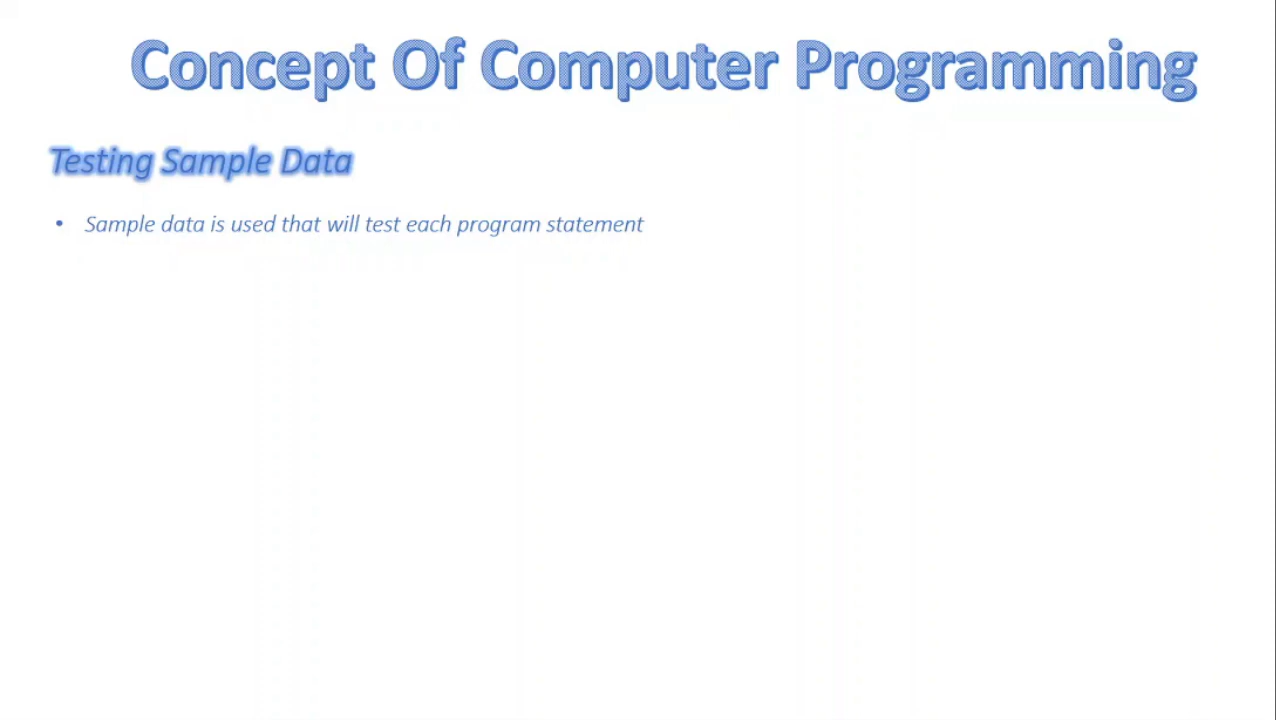 Concept Of Computer Programming
Testing Sample Data
• Sample data is used that will test each program statement